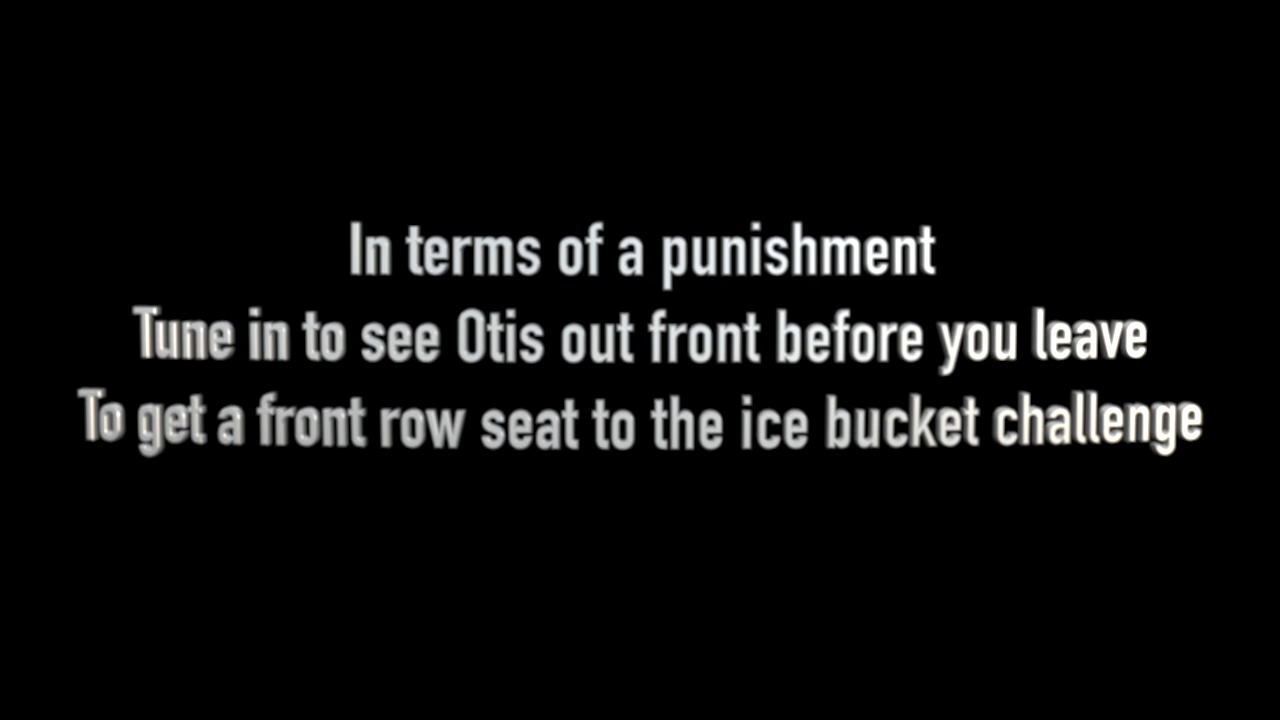 In terms of a punishment
Tune in to see Otis out front before you leave
To get a front row seat to the ice bucket challenge